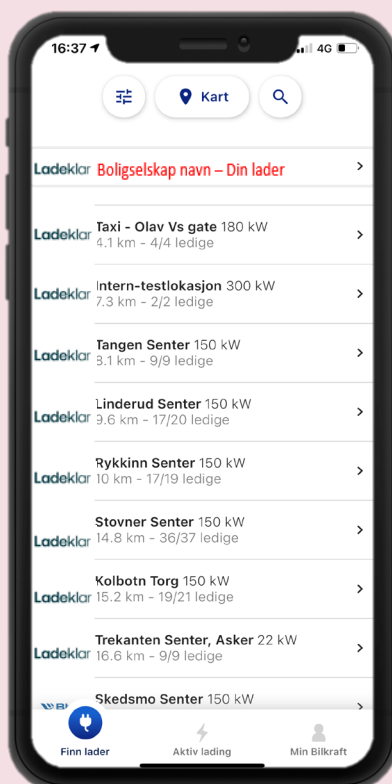 16:37
4G
Kart
Ladeklar Boligselskap navn – Din lader
Taxi - Olav Vs gate 180 kW
Ladeklar
4.1 km - 4/4 ledige
Intern-testlokasjon 300 kW
Ladeklar
7.3 km - 2/2 ledige
Tangen Senter 150 kW
Ladeklar
8.1 km - 9/9 ledige
Linderud Senter 150 kW
Ladeklar
9.6 km - 17/20 ledige
Rykkinn Senter 150 kW
Ladeklar
10 km - 17/19 ledige
Stovner Senter 150 kW
Ladeklar
14.8 km - 36/37 ledige
Kolbotn Torg 150 kW
Ladeklar
15.2 km - 19/21 ledige
Trekanten Senter, Asker 22 kW
Ladeklar
16.6 km - 9/9 ledige
Skedsmo Senter 150 kW
Finn lader
Aktiv lading
Min Bilkraft